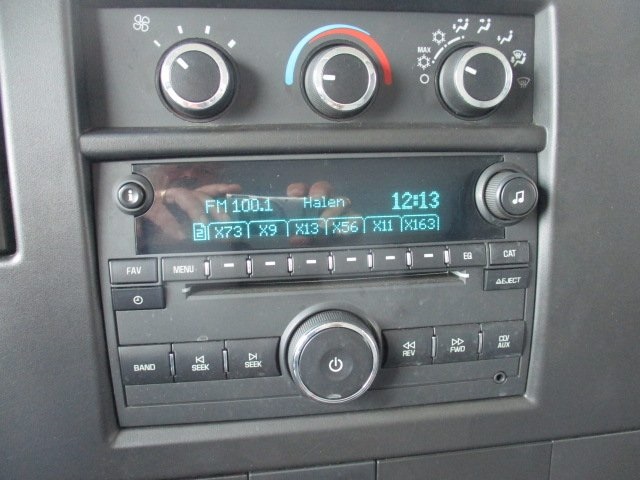 MAX
i
FM 100.1 Halen 12:13
2 X73 X9 X13 X56 X11 X163
FAV MENU EQ CAT
EJECT
BAND SEEK SEEK REV FWD CD/AUX